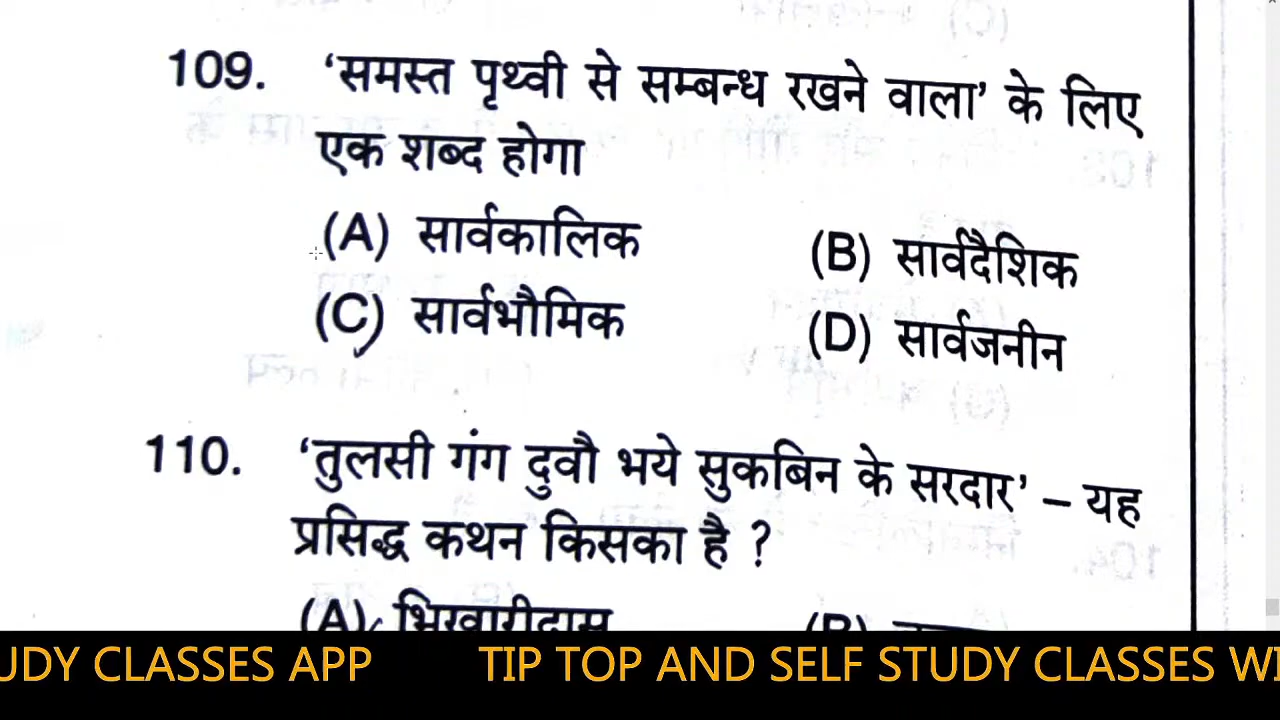 109. ‘समस्त पृथ्वी से सम्बन्ध रखने वाला’ के लिए
एक शब्द होगा
(A) सार्वकालिक (B) सार्वदैशिक
(C) सार्वभौमिक (D) सार्वजनीन
110. ‘तुलसी गंग दुवौ भये सुकबिन के सरदार’ – यह
प्रसिद्ध कथन किसका है ?
(A) भिखारीदास (B)
UDY CLASSES APP TIP TOP AND SELF STUDY CLASSES WI